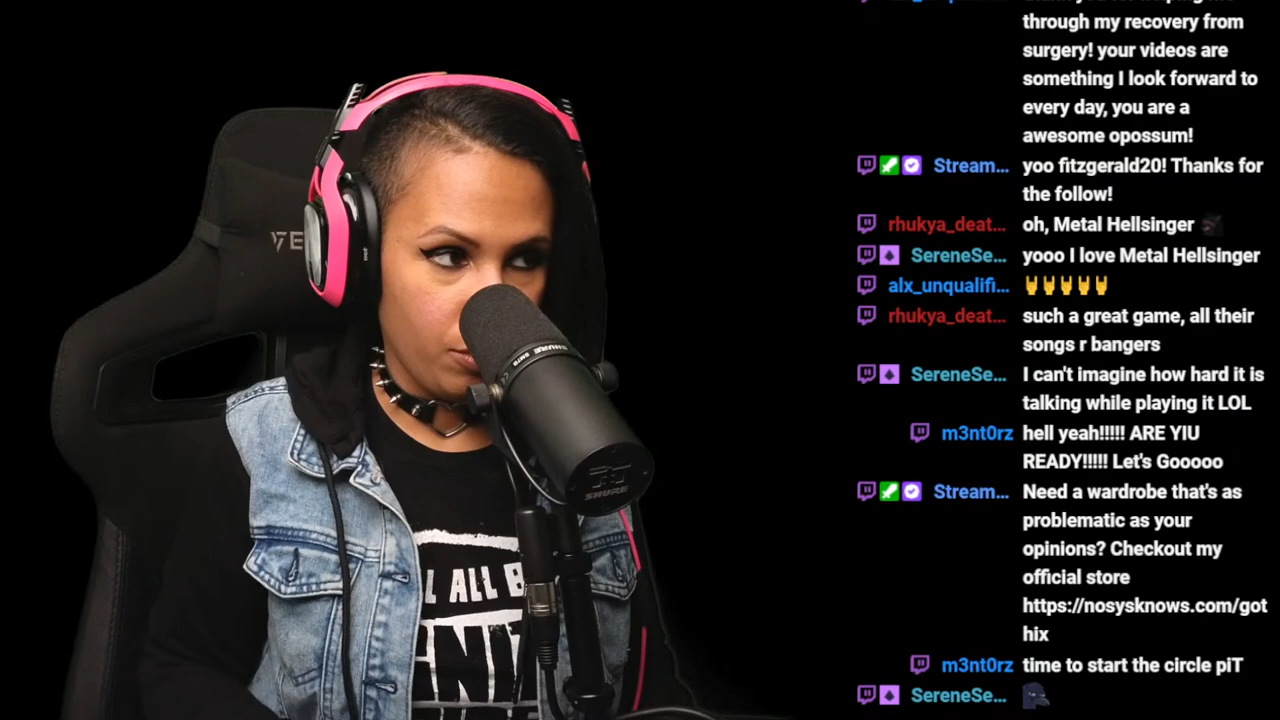 through my recovery from
surgery! your videos are
something I look forward to
every day, you are a
awesome opossum!
Stream... yoo fitzgerald20! Thanks for
the follow!
rhukya_deat... oh, Metal Hellsinger
SereneSe... yooo I love Metal Hellsinger
alx_unqualifi... 🤘🤘🤘🤘🤘
rhukya_deat... such a great game, all their
songs r bangers
SereneSe... I can't imagine how hard it is
talking while playing it LOL
m3nt0rz hell yeah!!!!! ARE YIU
READY!!!!! Let's Gooooo
Stream... Need a wardrobe that's as
problematic as your
opinions? Checkout my
official store
https://nosysknows.com/got
hix
m3nt0rz time to start the circle piT
SereneSe...
SHURE SM7B
SHURE
ALL B